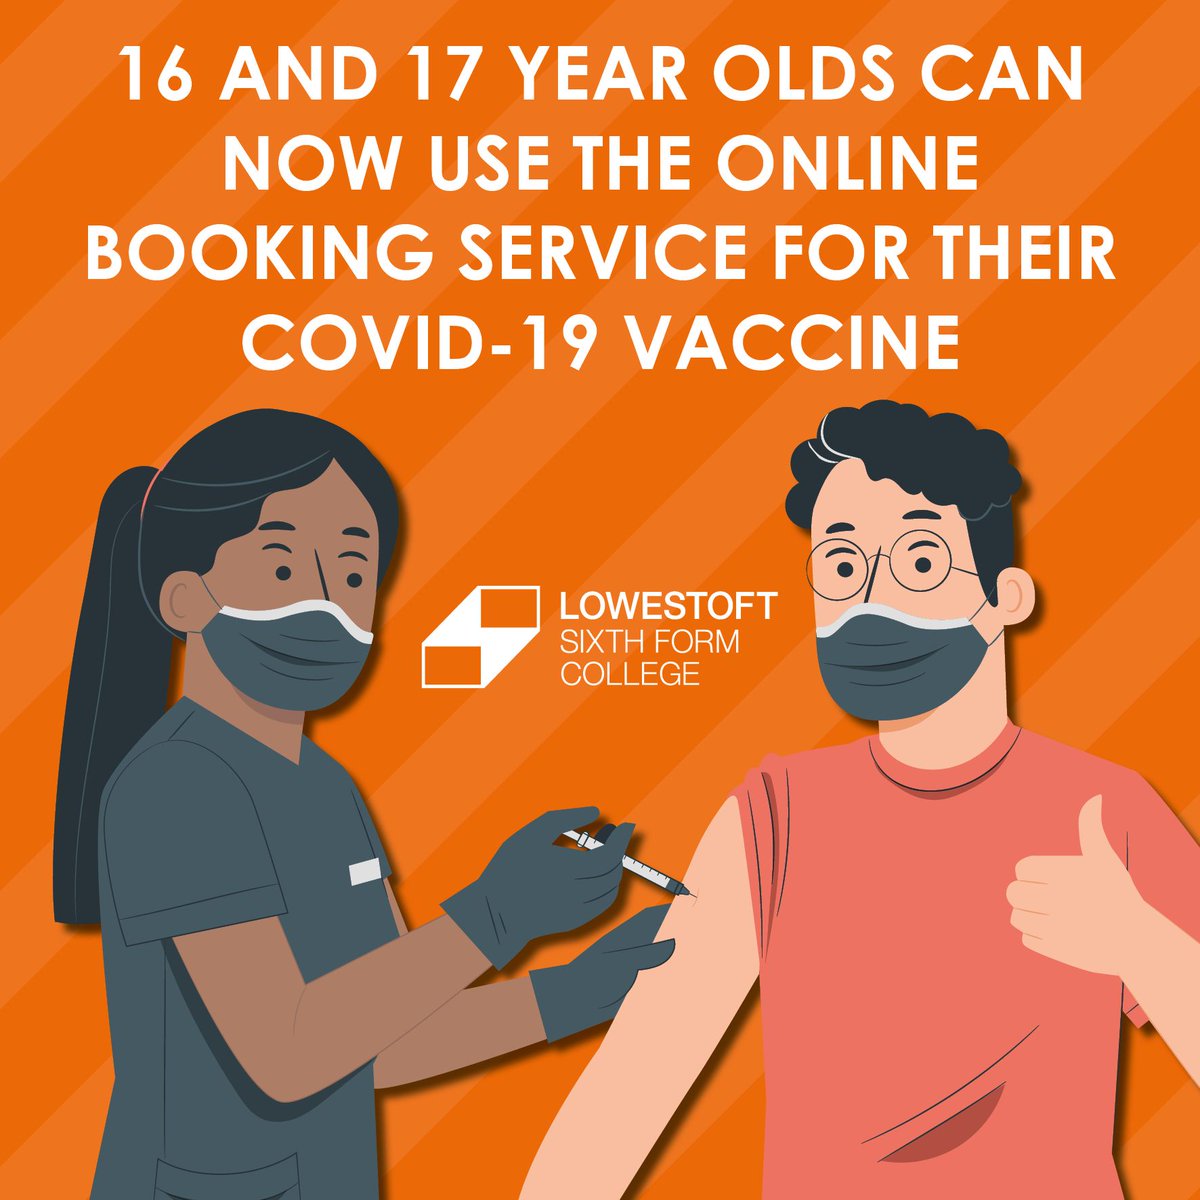 16 AND 17 YEAR OLDS CAN
NOW USE THE ONLINE
BOOKING SERVICE FOR THEIR
COVID-19 VACCINE
LOWESTOFT
SIXTH FORM
COLLEGE